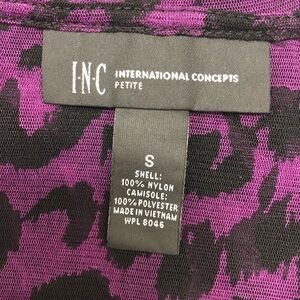 I·N·C INTERNATIONAL CONCEPTS
PETITE
S
SHELL:
100% NYLON
CAMISOLE:
100% POLYESTER
MADE IN VIETNAM
WPL 8046